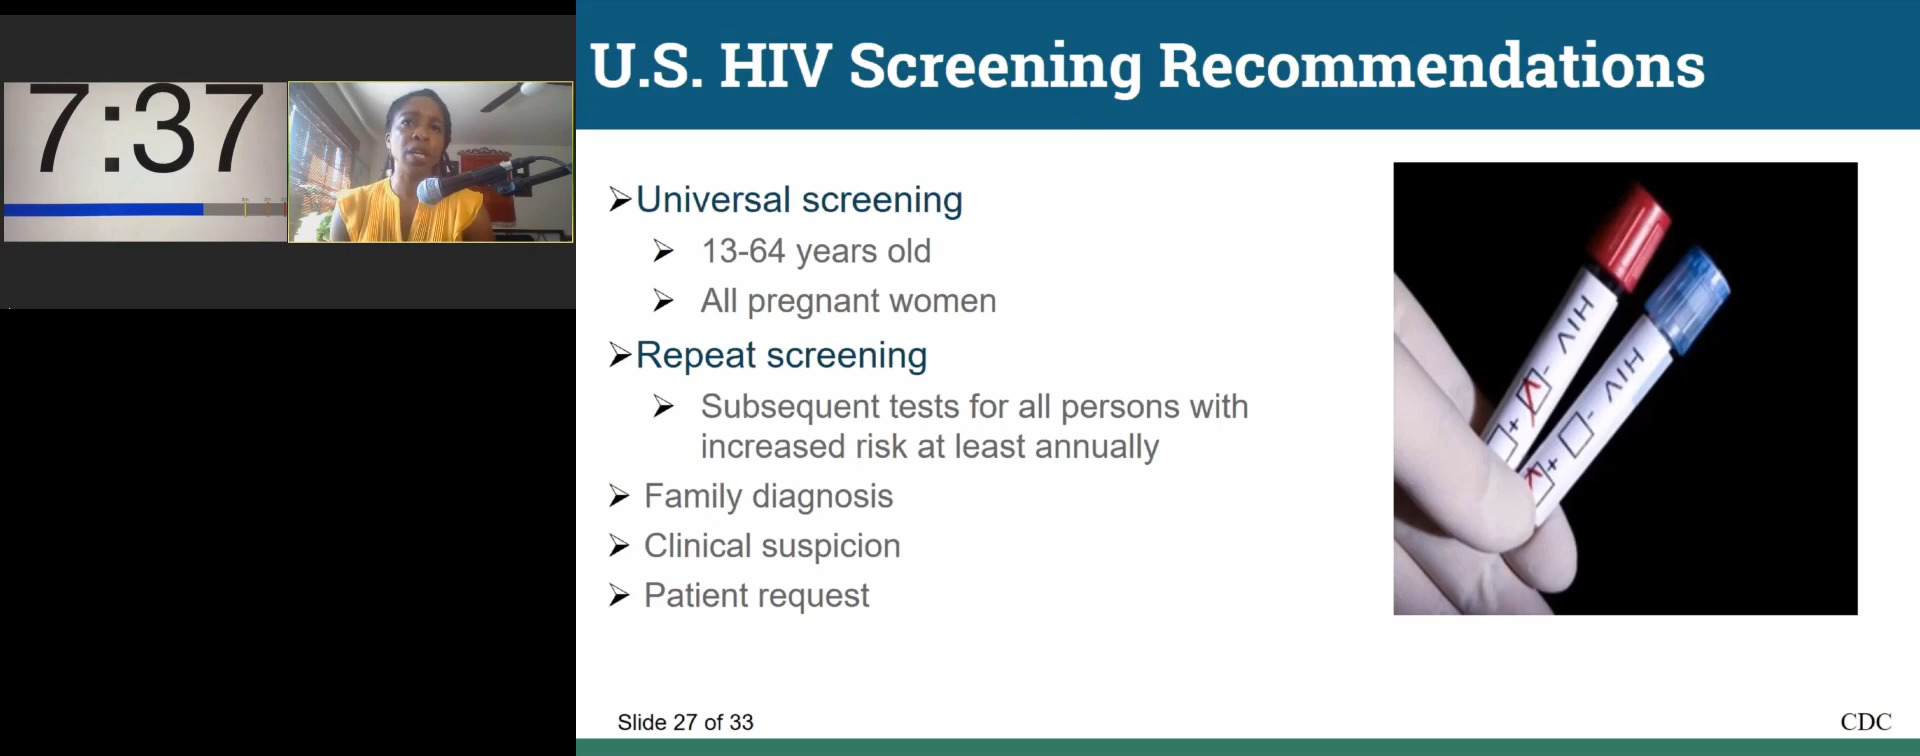 7:37
U.S. HIV Screening Recommendations
➢Universal screening
➢ 13-64 years old
➢ All pregnant women
➢Repeat screening
➢ Subsequent tests for all persons with
increased risk at least annually
➢ Family diagnosis
➢ Clinical suspicion
➢ Patient request
HIV
+ -
HIV
+ -
Slide 27 of 33
CDC